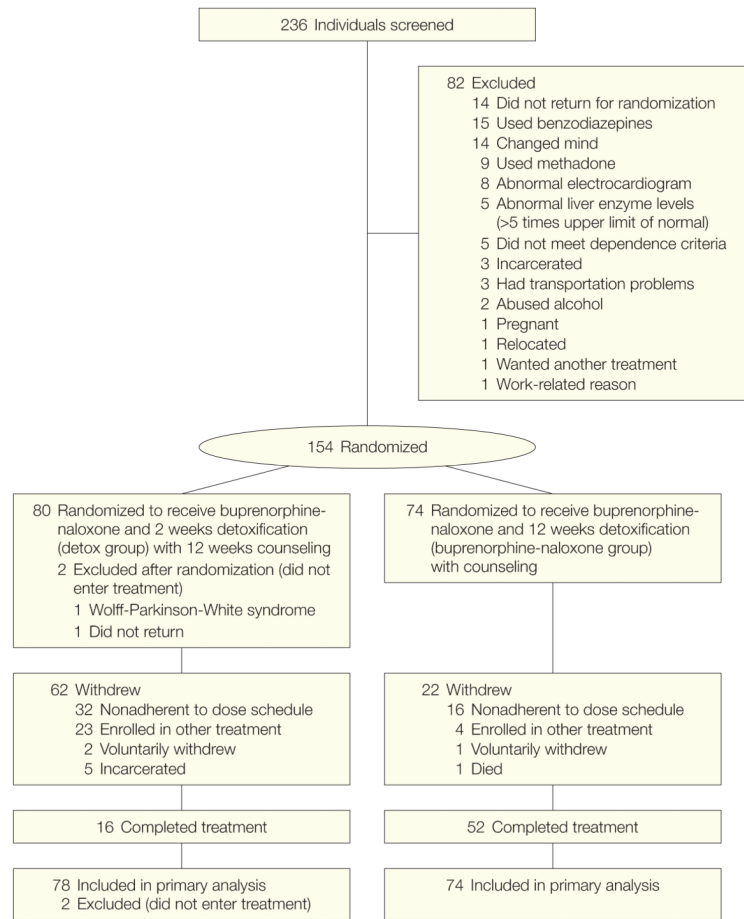 236 Individuals screened
82 Excluded
14 Did not return for randomization
15 Used benzodiazepines
14 Changed mind
9 Used methadone
8 Abnormal electrocardiogram
5 Abnormal liver enzyme levels
(>5 times upper limit of normal)
5 Did not meet dependence criteria
3 Incarcerated
3 Had transportation problems
2 Abused alcohol
1 Pregnant
1 Relocated
1 Wanted another treatment
1 Work-related reason
154 Randomized
80 Randomized to receive buprenorphine-
naloxone and 2 weeks detoxification
(detox group) with 12 weeks counseling
2 Excluded after randomization (did not
enter treatment)
1 Wolff-Parkinson-White syndrome
1 Did not return
74 Randomized to receive buprenorphine-
naloxone and 12 weeks detoxification
(buprenorphine-naloxone group)
with counseling
62 Withdrew
32 Nonadherent to dose schedule
23 Enrolled in other treatment
2 Voluntarily withdrew
5 Incarcerated
22 Withdrew
16 Nonadherent to dose schedule
4 Enrolled in other treatment
1 Voluntarily withdrew
1 Died
16 Completed treatment
52 Completed treatment
78 Included in primary analysis
2 Excluded (did not enter treatment)
74 Included in primary analysis